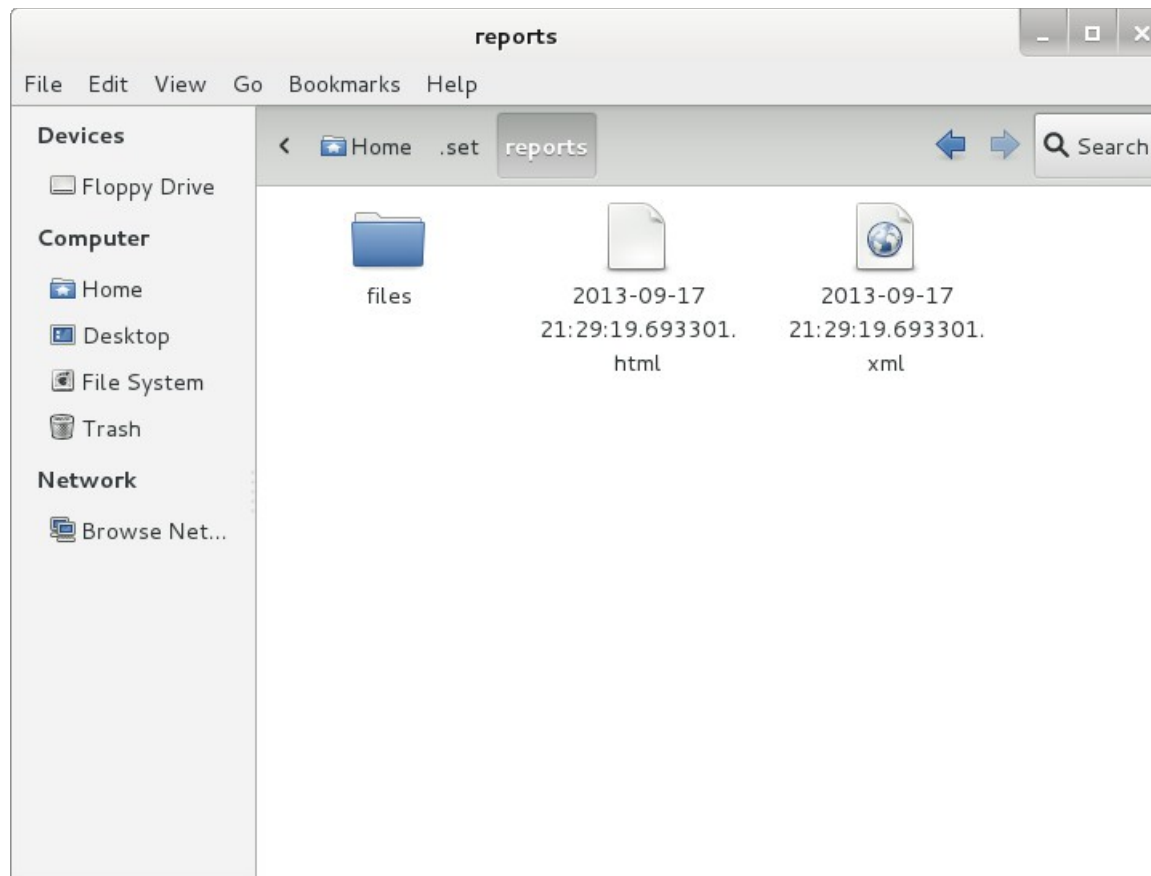 reports
File Edit View Go Bookmarks Help
Devices
Floppy Drive
Computer
Home
Desktop
File System
Trash
Network
Browse Net...
Home .set reports
Search
files
2013-09-17
21:29:19.693301.
html
2013-09-17
21:29:19.693301.
xml